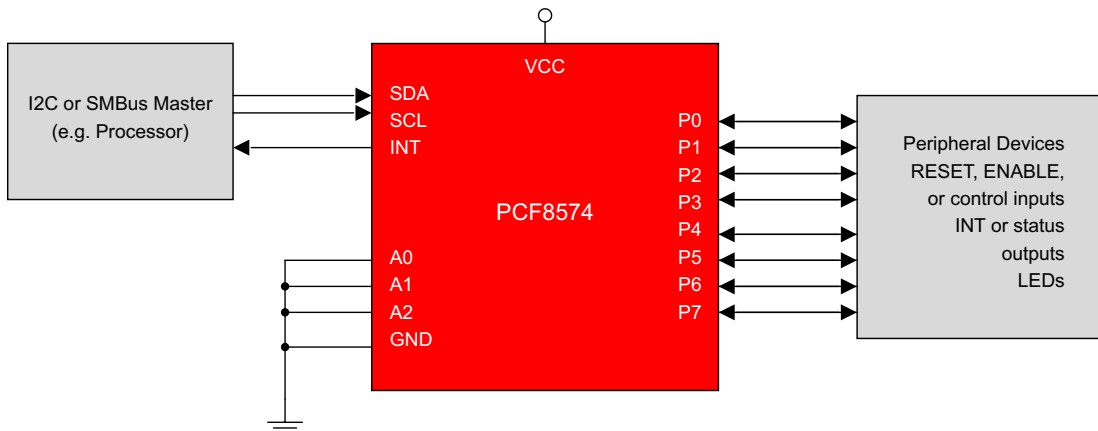 I2C or SMBus Master
(e.g. Processor)
VCC
SDA
SCL
INT
A0
A1
A2
GND
PCF8574
P0
P1
P2
P3
P4
P5
P6
P7
Peripheral Devices
RESET, ENABLE,
or control inputs
INT or status
outputs
LEDs